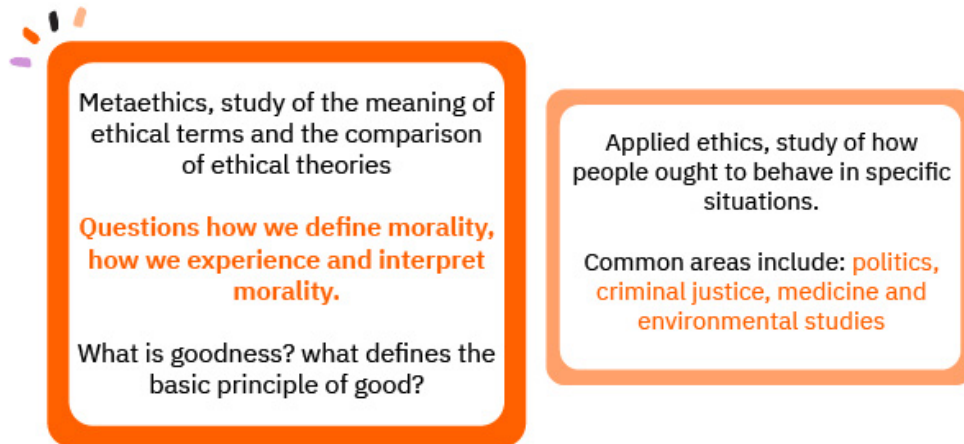 Metaethics, study of the meaning of
ethical terms and the comparison
of ethical theories
Questions how we define morality,
how we experience and interpret
morality.
What is goodness? what defines the
basic principle of good?
Applied ethics, study of how
people ought to behave in specific
situations.
Common areas include: politics,
criminal justice, medicine and
environmental studies